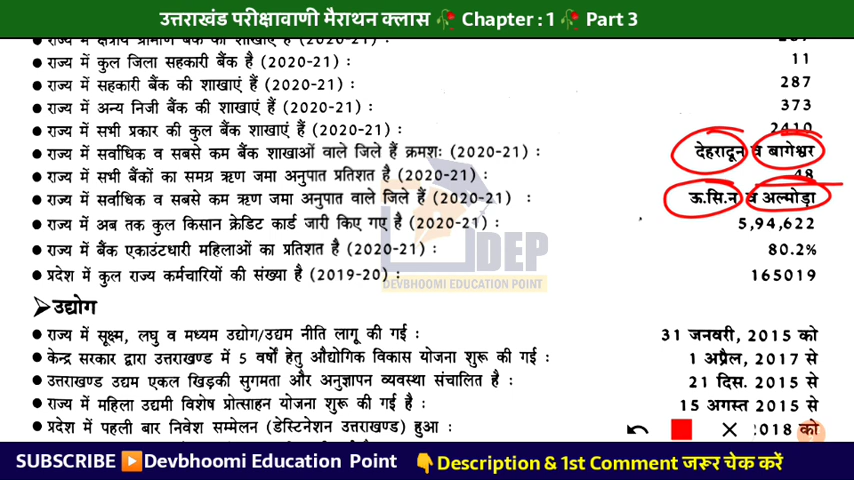 उत्तराखंड परीक्षावाणी मैराथन क्लास 🥀 Chapter : 1 🥀 Part 3
● राज्य में क्षेत्रीय ग्रामीण बैंक की शाखाएं हैं (2020-21) :
● राज्य में कुल जिला सहकारी बैंक है (2020-21) : 11
● राज्य में सहकारी बैंक की शाखाएं हैं (2020-21) : 287
● राज्य में अन्य निजी बैंक की शाखाएं हैं (2020-21) : 373
● राज्य में सभी प्रकार की कुल बैंक शाखाएं हैं (2020-21) : 2410
● राज्य में सर्वाधिक व सबसे कम बैंक शाखाओं वाले जिले हैं क्रमशः (2020-21) : देहरादून व बागेश्वर
● राज्य में सभी बैंकों का समग्र ऋण जमा अनुपात प्रतिशत है (2020-21) : 48
● राज्य में सर्वाधिक व सबसे कम ऋण जमा अनुपात वाले जिले हैं (2020-21) : ऊ.सि.न व अल्मोड़ा
● राज्य में अब तक कुल किसान क्रेडिट कार्ड जारी किए गए है (2020-21) : 5,94,622
● राज्य में बैंक एकाउंटधारी महिलाओं का प्रतिशत है (2020-21) : 80.2%
● प्रदेश में कुल राज्य कर्मचारियों की संख्या है (2019-20) : 165019
DEP
DEVBHOOMI EDUCATION POINT
➢उद्योग
● राज्य में सूक्ष्म, लघु व मध्यम उद्योग/उद्यम नीति लागू की गई : 31 जनवरी, 2015 को
● केन्द्र सरकार द्वारा उत्तराखण्ड में 5 वर्षों हेतु औद्योगिक विकास योजना शुरू की गई : 1 अप्रैल, 2017 से
● उत्तराखण्ड उद्यम एकल खिड़की सुगमता और अनुज्ञापन व्यवस्था संचालित है : 21 दिस. 2015 से
● राज्य में महिला उद्यमी विशेष प्रोत्साहन योजना शुरू की गई है : 15 अगस्त 2015 से
● प्रदेश में पहली बार निवेश सम्मेलन (डेस्टिनेशन उत्तराखण्ड) हुआ : 2018 को
SUBSCRIBE ▶️Devbhoomi Education Point 👇Description & 1st Comment जरूर चेक करें